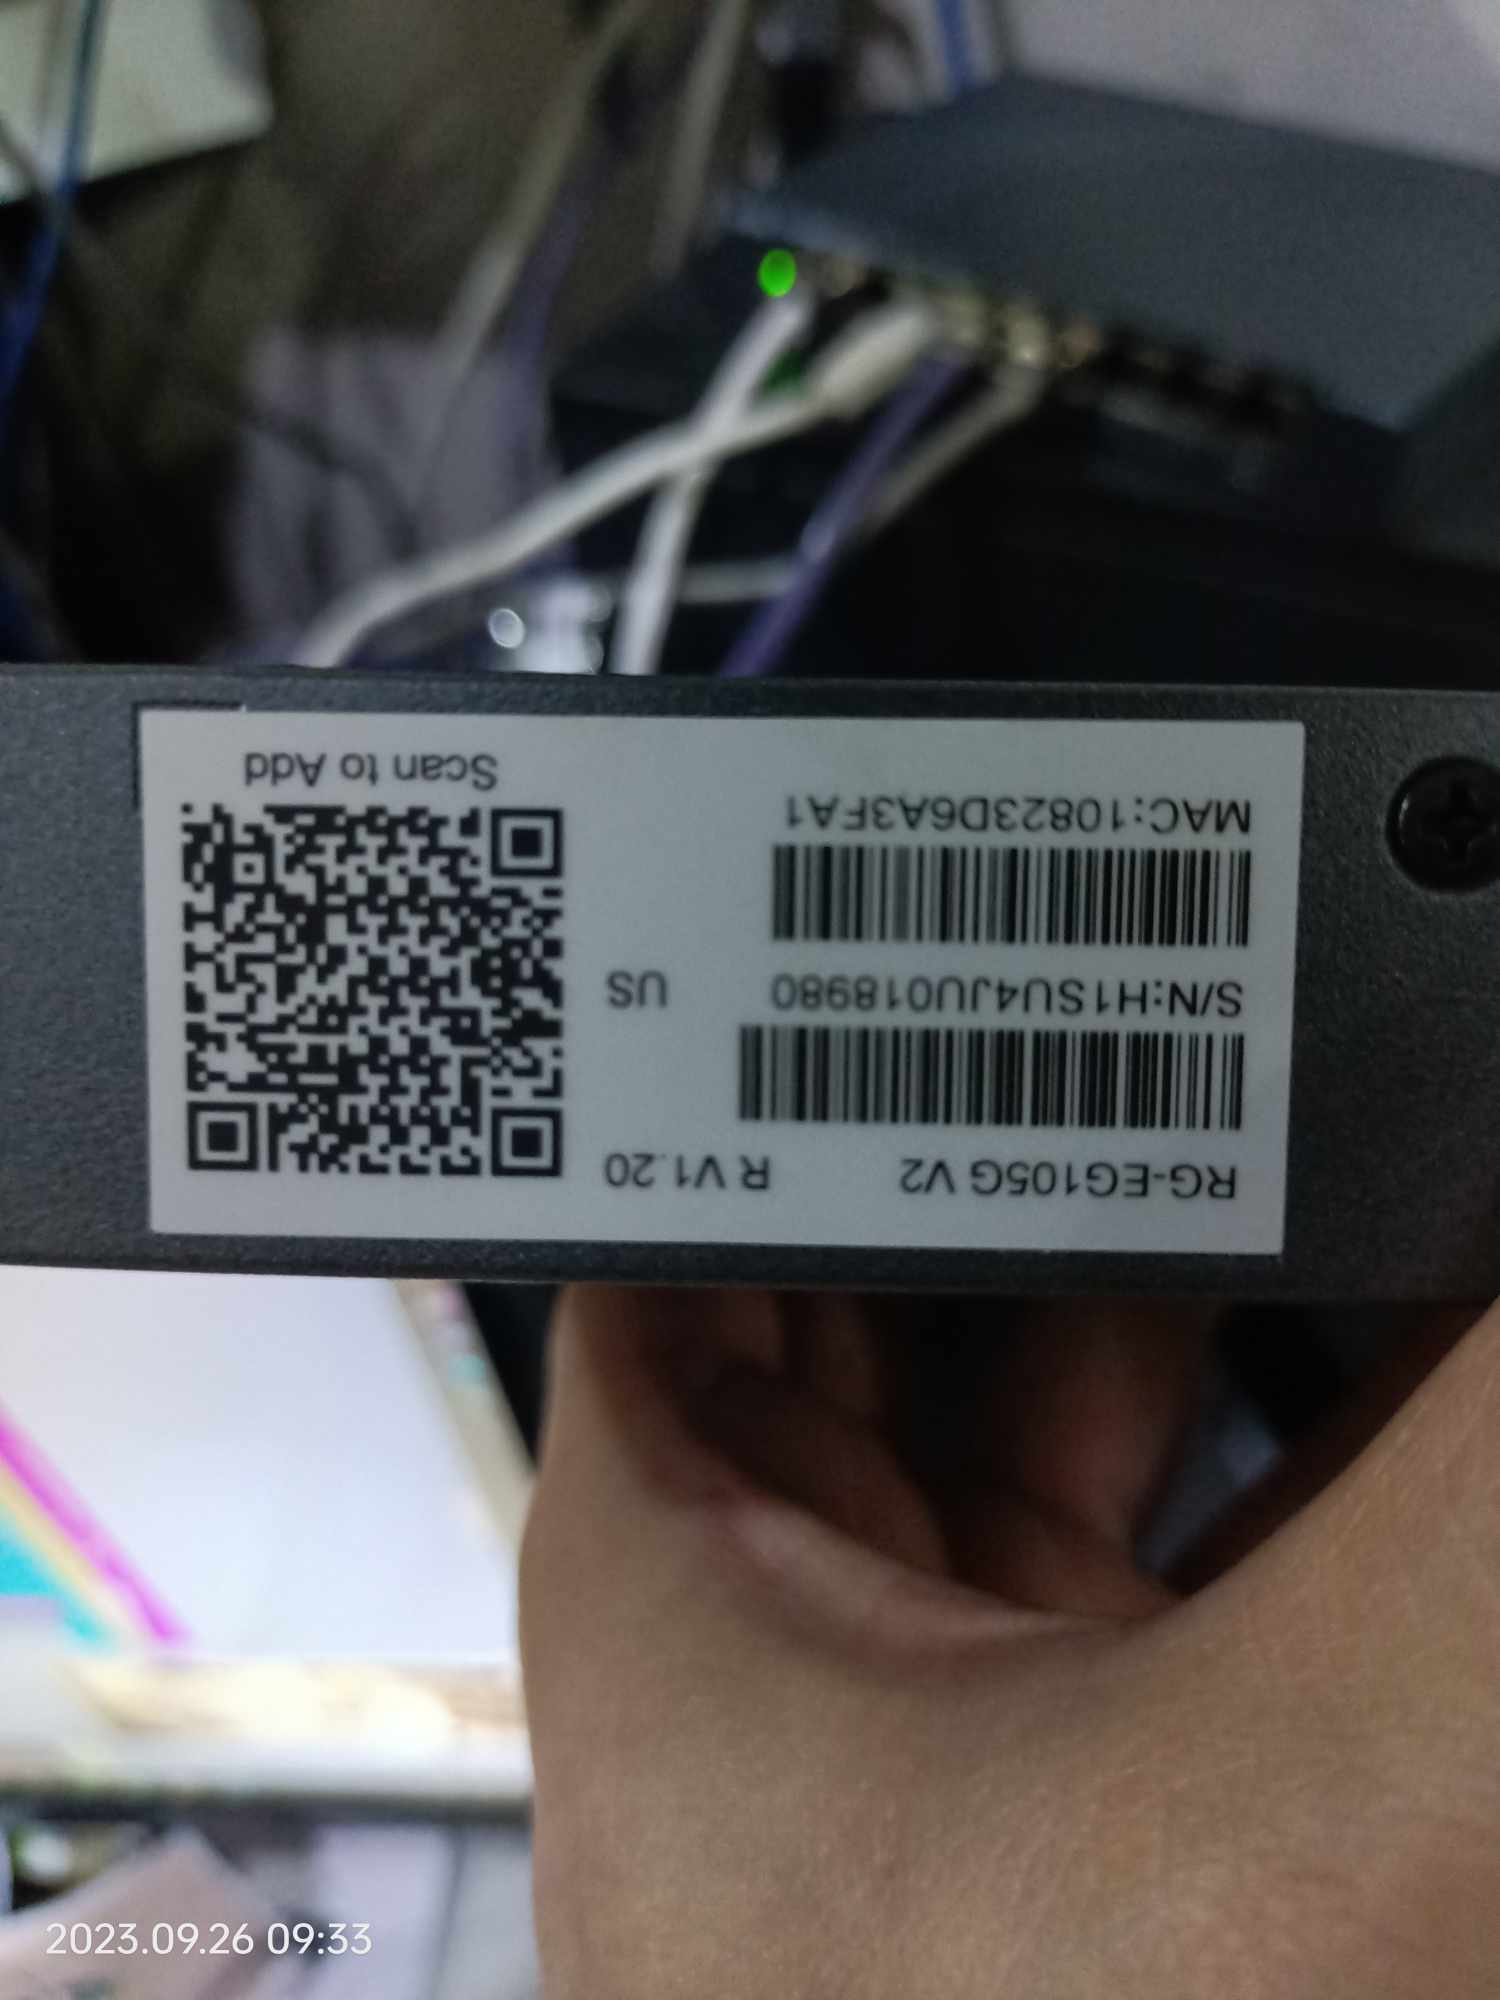 RG-EG105G V2 R V1.20
S/N:H1SU4JU018980 US
MAC:10823D6A3FA1
Scan to Add
2023.09.26 09:33